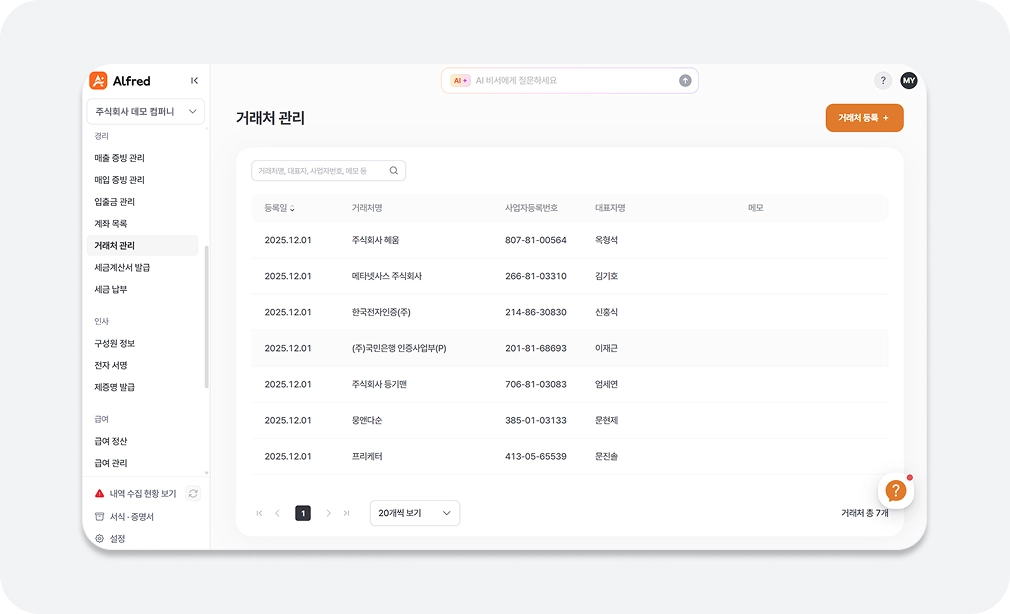 Alfred
주식회사 데모 컴퍼니
경리
매출 증빙 관리
매입 증빙 관리
입출금 관리
계좌 목록
거래처 관리
세금계산서 발급
세금 납부
인사
구성원 정보
전자 서명
제증명 발급
급여
급여 정산
급여 관리
내역 수집 현황 보기
서식·증명서
설정
AI+ AI 비서에게 질문하세요
? MY
거래처 관리
거래처 등록 +
거래처명, 대표자, 사업자번호, 메모 등
등록일 거래처명 사업자등록번호 대표자명 메모
2025.12.01 주식회사 헤움 807-81-00564 옥형석
2025.12.01 메타넷사스 주식회사 266-81-03310 김기호
2025.12.01 한국전자인증(주) 214-86-30830 신홍식
2025.12.01 (주)국민은행 인증사업부(P) 201-81-68693 이재근
2025.12.01 주식회사 등기맨 706-81-03083 엄세연
2025.12.01 뭉앤다순 385-01-03133 문현제
2025.12.01 프리케터 413-05-65539 문진솔
1
20개씩 보기
거래처 총 7개
?